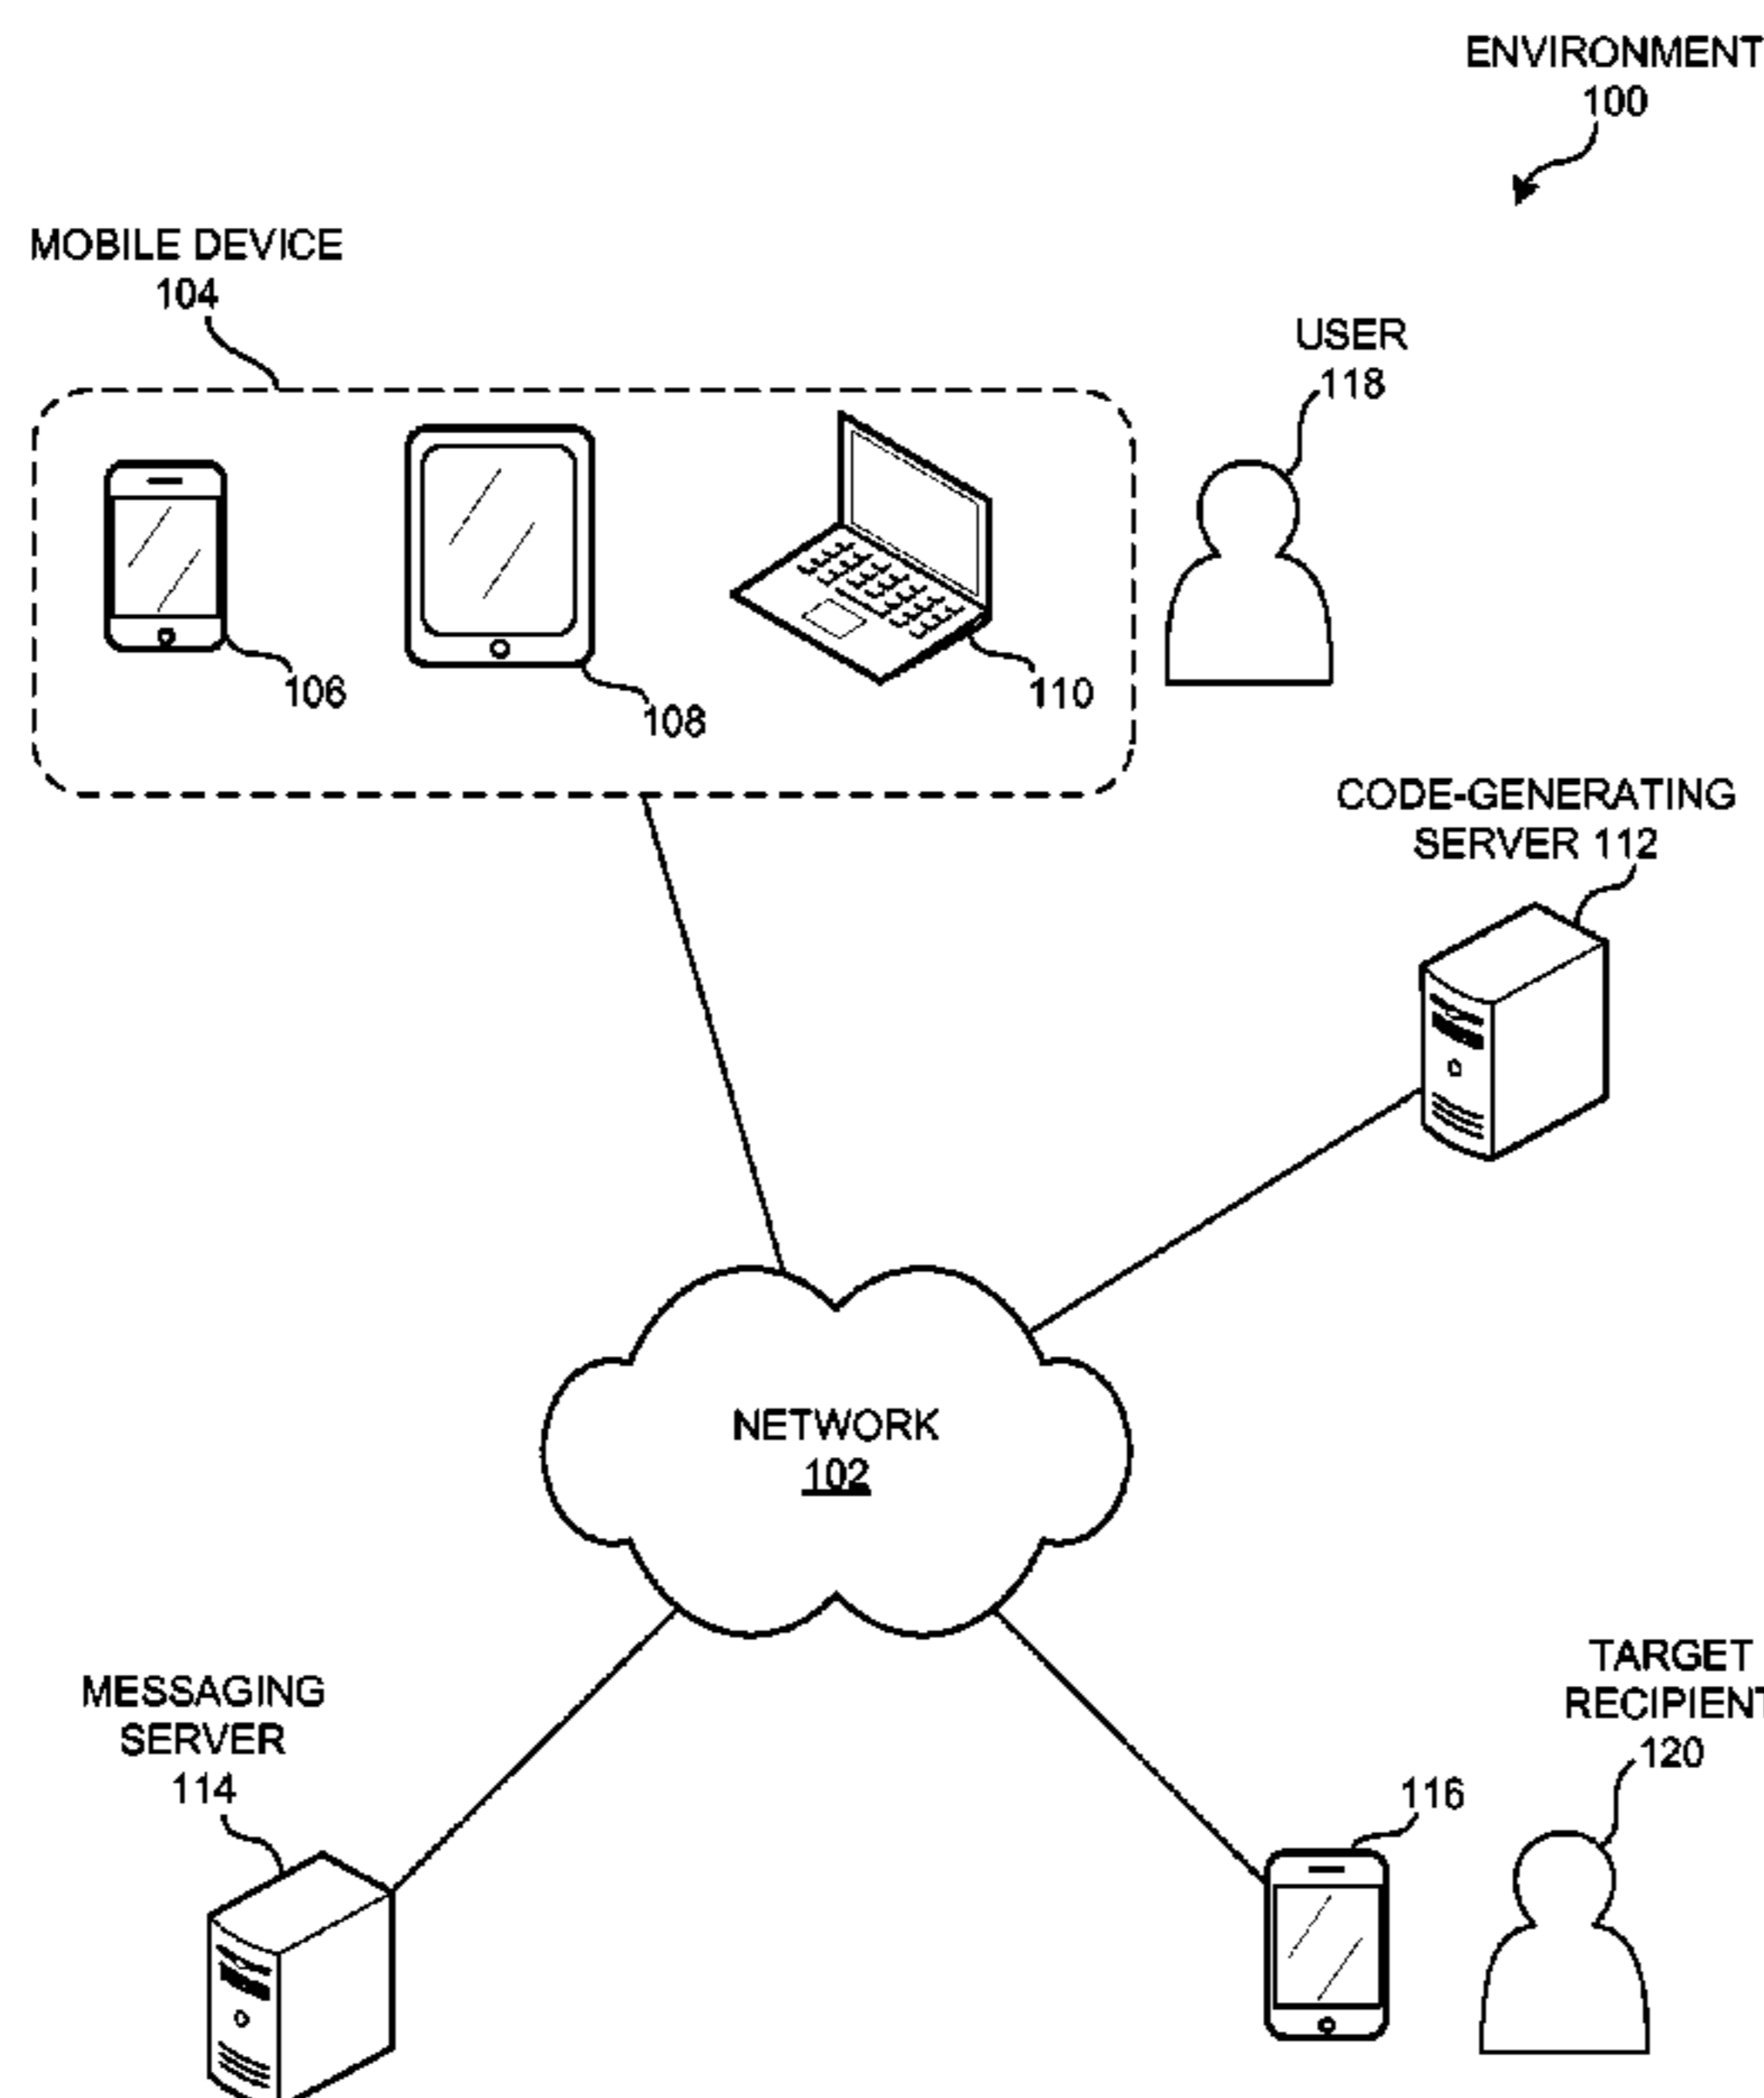 ENVIRONMENT
100
MOBILE DEVICE
104
USER
118
106
108
110
CODE-GENERATING
SERVER 112
NETWORK
102
MESSAGING
SERVER
114
TARGET
RECIPIENT
120
116